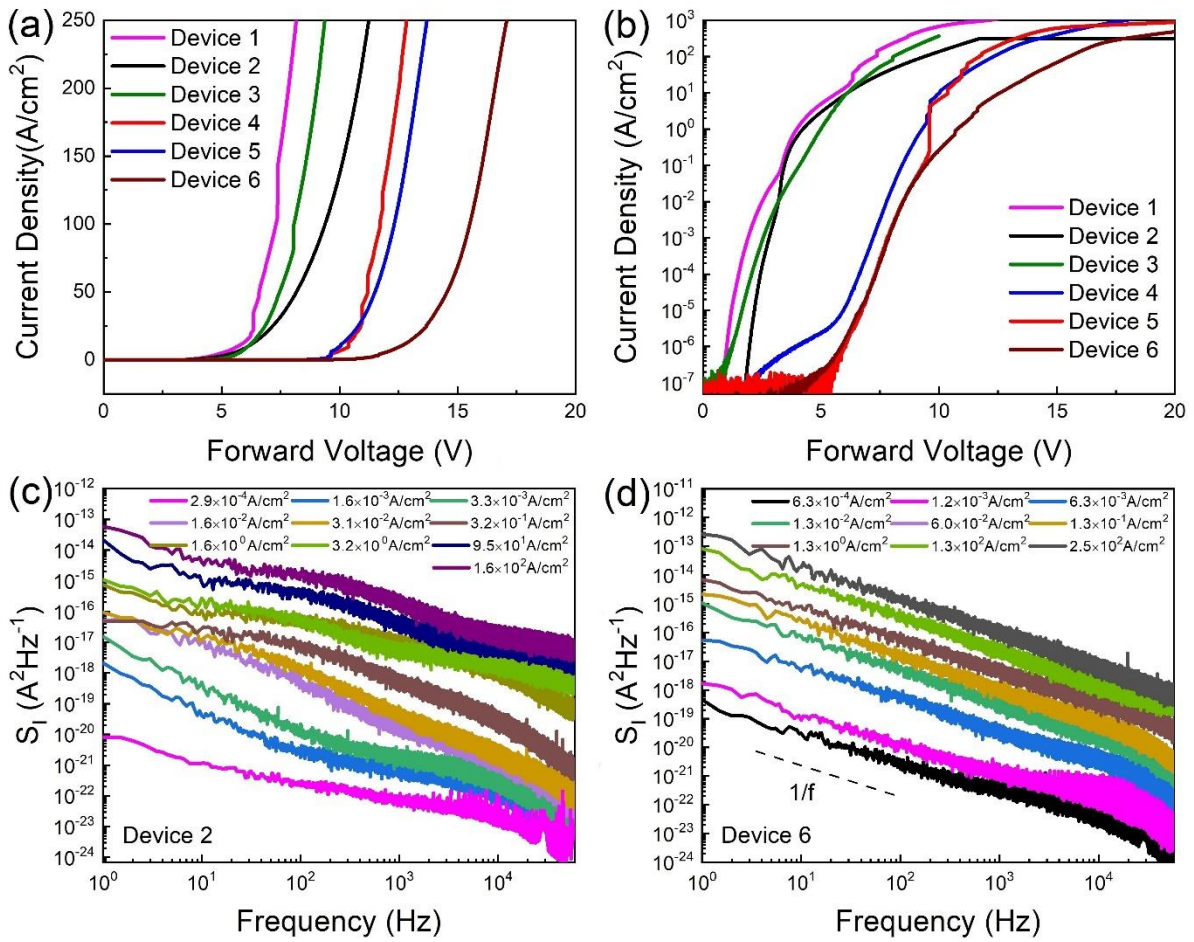 (a)
250
200
150
100
50
0
Current Density(A/cm²)
Device 1
Device 2
Device 3
Device 4
Device 5
Device 6
0 5 10 15 20
Forward Voltage (V)
(b)
10³
10²
10¹
10⁰
10⁻¹
10⁻²
10⁻³
10⁻⁴
10⁻⁵
10⁻⁶
10⁻⁷
Current Density (A/cm²)
Device 1
Device 2
Device 3
Device 4
Device 5
Device 6
0 5 10 15 20
Forward Voltage (V)
(c)
10⁻¹²
10⁻¹³
10⁻¹⁴
10⁻¹⁵
10⁻¹⁶
10⁻¹⁷
10⁻¹⁸
10⁻¹⁹
10⁻²⁰
10⁻²¹
10⁻²²
10⁻²³
10⁻²⁴
S_I (A²Hz⁻¹)
2.9×10⁻⁴A/cm² 1.6×10⁻³A/cm² 3.3×10⁻³A/cm²
1.6×10⁻²A/cm² 3.1×10⁻²A/cm² 3.2×10⁻¹A/cm²
1.6×10⁰A/cm² 3.2×10⁰A/cm² 9.5×10¹A/cm²
1.6×10²A/cm²
Device 2
10⁰ 10¹ 10² 10³ 10⁴
Frequency (Hz)
(d)
10⁻¹¹
10⁻¹²
10⁻¹³
10⁻¹⁴
10⁻¹⁵
10⁻¹⁶
10⁻¹⁷
10⁻¹⁸
10⁻¹⁹
10⁻²⁰
10⁻²¹
10⁻²²
10⁻²³
10⁻²⁴
S_I (A²Hz⁻¹)
6.3×10⁻⁴A/cm² 1.2×10⁻³A/cm² 6.3×10⁻³A/cm²
1.3×10⁻²A/cm² 6.0×10⁻²A/cm² 1.3×10⁻¹A/cm²
1.3×10⁰A/cm² 1.3×10²A/cm² 2.5×10²A/cm²
1/f
Device 6
10⁰ 10¹ 10² 10³ 10⁴
Frequency (Hz)